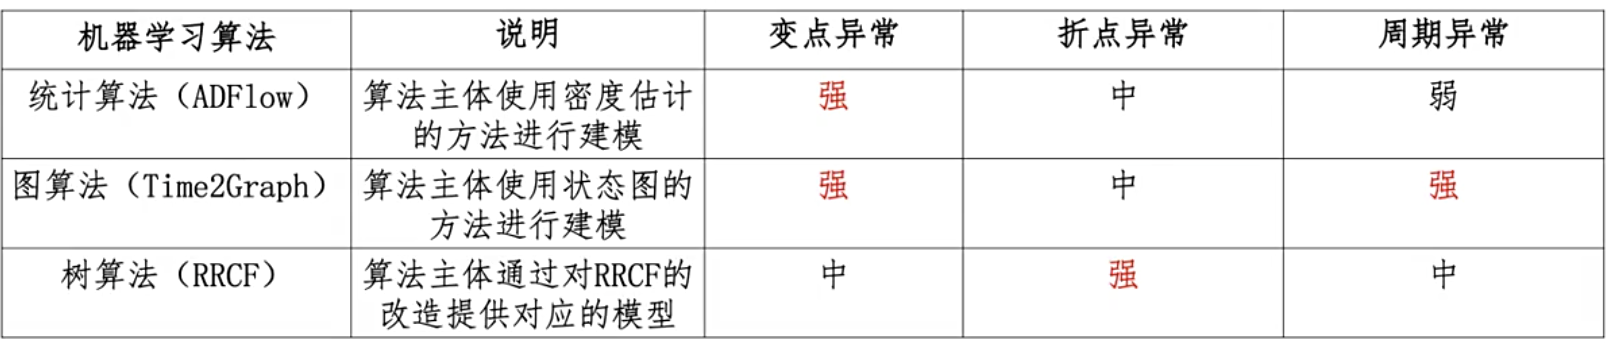 机器学习算法 说明 变点异常 折点异常 周期异常
统计算法（ADFlow） 算法主体使用密度估计 强 中 弱
的方法进行建模
图算法（Time2Graph） 算法主体使用状态图的 强 中 强
方法进行建模
树算法（RRCF） 算法主体通过对RRCF的 中 强 中
改造提供对应的模型